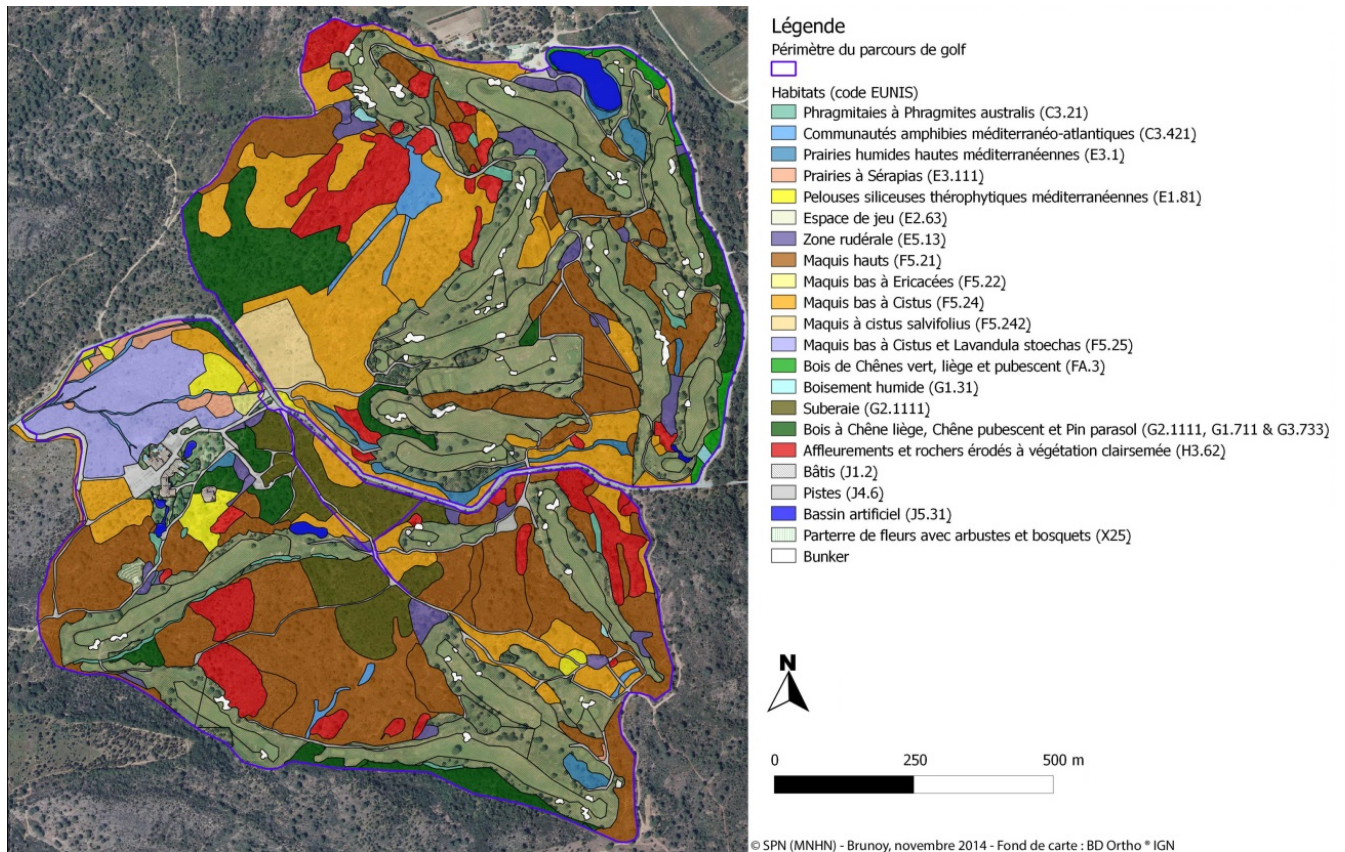 Légende
Périmètre du parcours de golf
Habitats (code EUNIS)
Phragmitaies à Phragmites australis (C3.21)
Communautés amphibies méditerranéo-atlantiques (C3.421)
Prairies humides hautes méditerranéennes (E3.1)
Prairies à Sérapias (E3.111)
Pelouses siliceuses thérophytiques méditerranéennes (E1.81)
Espace de jeu (E2.63)
Zone rudérale (E5.13)
Maquis hauts (F5.21)
Maquis bas à Ericacées (F5.22)
Maquis bas à Cistus (F5.24)
Maquis à cistus salvifolius (F5.242)
Maquis bas à Cistus et Lavandula stoechas (F5.25)
Bois de Chênes vert, liège et pubescent (FA.3)
Boisement humide (G1.31)
Suberaie (G2.1111)
Bois à Chêne liège, Chêne pubescent et Pin parasol (G2.1111, G1.711 & G3.733)
Affleurements et rochers érodés à végétation clairsemée (H3.62)
Bâtis (J1.2)
Pistes (J4.6)
Bassin artificiel (J5.31)
Parterre de fleurs avec arbustes et bosquets (X25)
Bunker
N
0 250 500 m
© SPN (MNHN) - Brunoy, novembre 2014 - Fond de carte : BD Ortho ® IGN